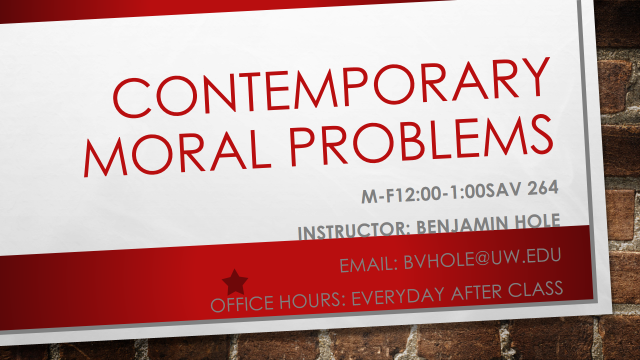 CONTEMPORARY
MORAL PROBLEMS
M-F12:00-1:00SAV 264
INSTRUCTOR: BENJAMIN HOLE
EMAIL: BVHOLE@UW.EDU
OFFICE HOURS: EVERYDAY AFTER CLASS